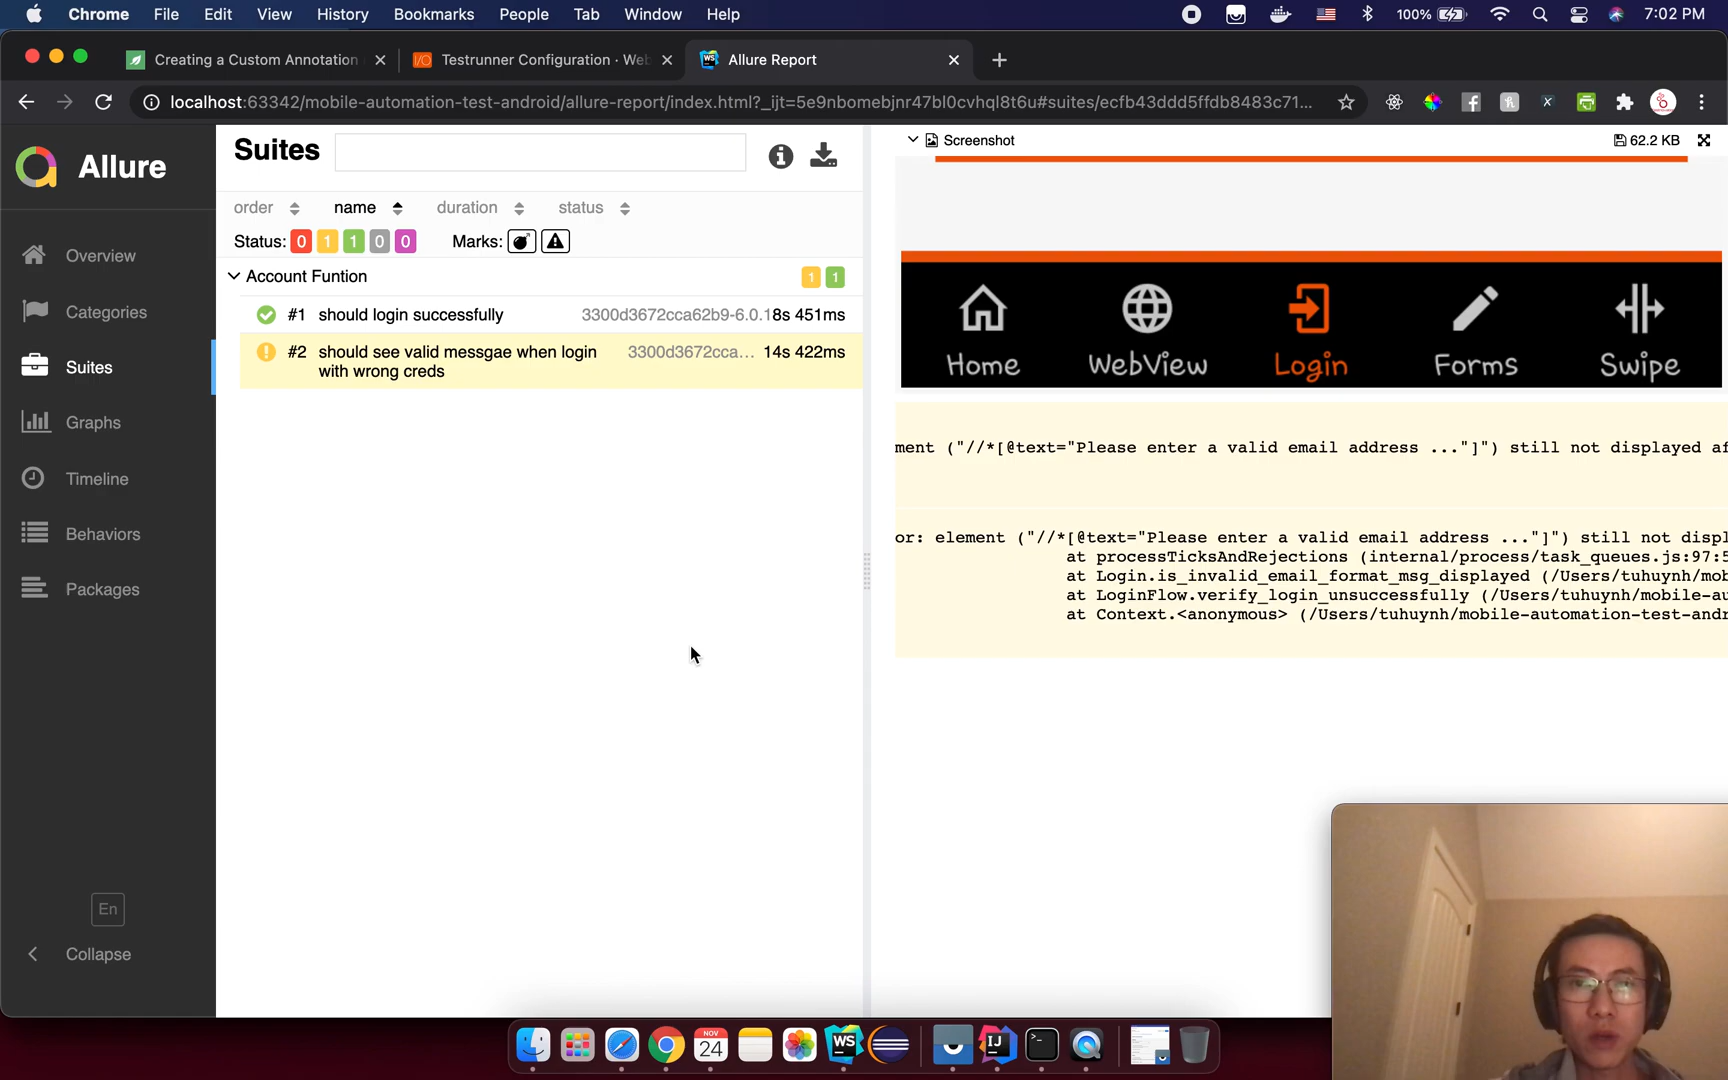 Chrome File Edit View History Bookmarks People Tab Window Help 100% 7:02 PM
Creating a Custom Annotation Testrunner Configuration · Web WS Allure Report
localhost:63342/mobile-automation-test-android/allure-report/index.html?_ijt=5e9nbomebjnr47bl0cvhql8t6u#suites/ecfb43ddd5ffdb8483c71...
Allure
Overview
Categories
Suites
Graphs
Timeline
Behaviors
Packages
En
Collapse
Suites
order name duration status
Status: 0 1 1 0 0 Marks:
Account Funtion 1 1
#1 should login successfully 3300d3672cca62b9-6.0.1 8s 451ms
#2 should see valid messgae when login 3300d3672cca... 14s 422ms
with wrong creds
Screenshot 62.2 KB
Home WebView Login Forms Swipe
ment ("//*[@text="Please enter a valid email address ..."]") still not displayed af
or: element ("//*[@text="Please enter a valid email address ..."]") still not displ
at processTicksAndRejections (internal/process/task_queues.js:97:5
at Login.is_invalid_email_format_msg_displayed (/Users/tuhuynh/mob
at LoginFlow.verify_login_unsuccessfully (/Users/tuhuynh/mobile-au
at Context.<anonymous> (/Users/tuhuynh/mobile-automation-test-andr
NOV
24
WS
IJ